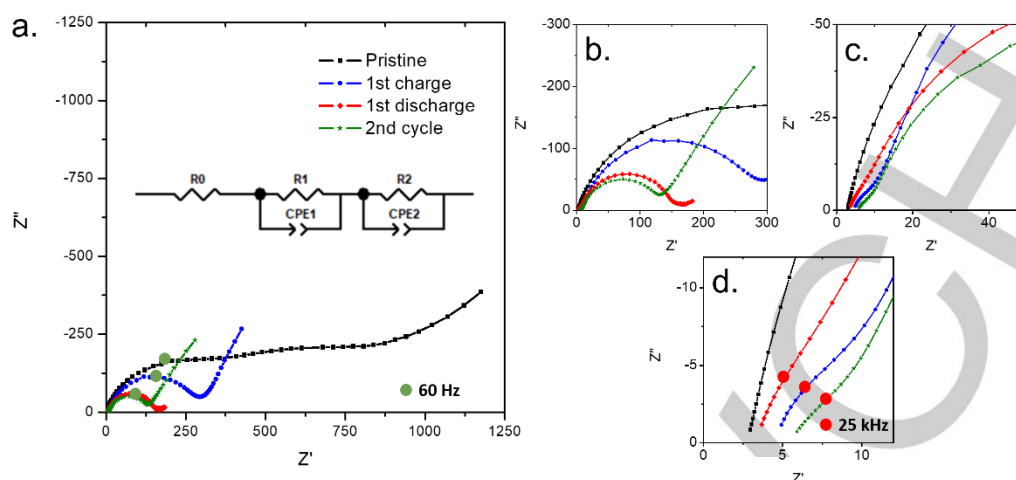 a.
-1250
-1000
-750
-500
-250
0
Z''
0
250
500
750
1000
1250
Z'
Pristine
1st charge
1st discharge
2nd cycle
R0
R1
R2
CPE1
CPE2
60 Hz
b.
-300
-200
-100
0
Z''
0
100
200
300
Z'
c.
-50
-25
0
Z''
0
20
40
Z'
d.
-10
-5
0
Z''
0
5
10
Z'
25 kHz